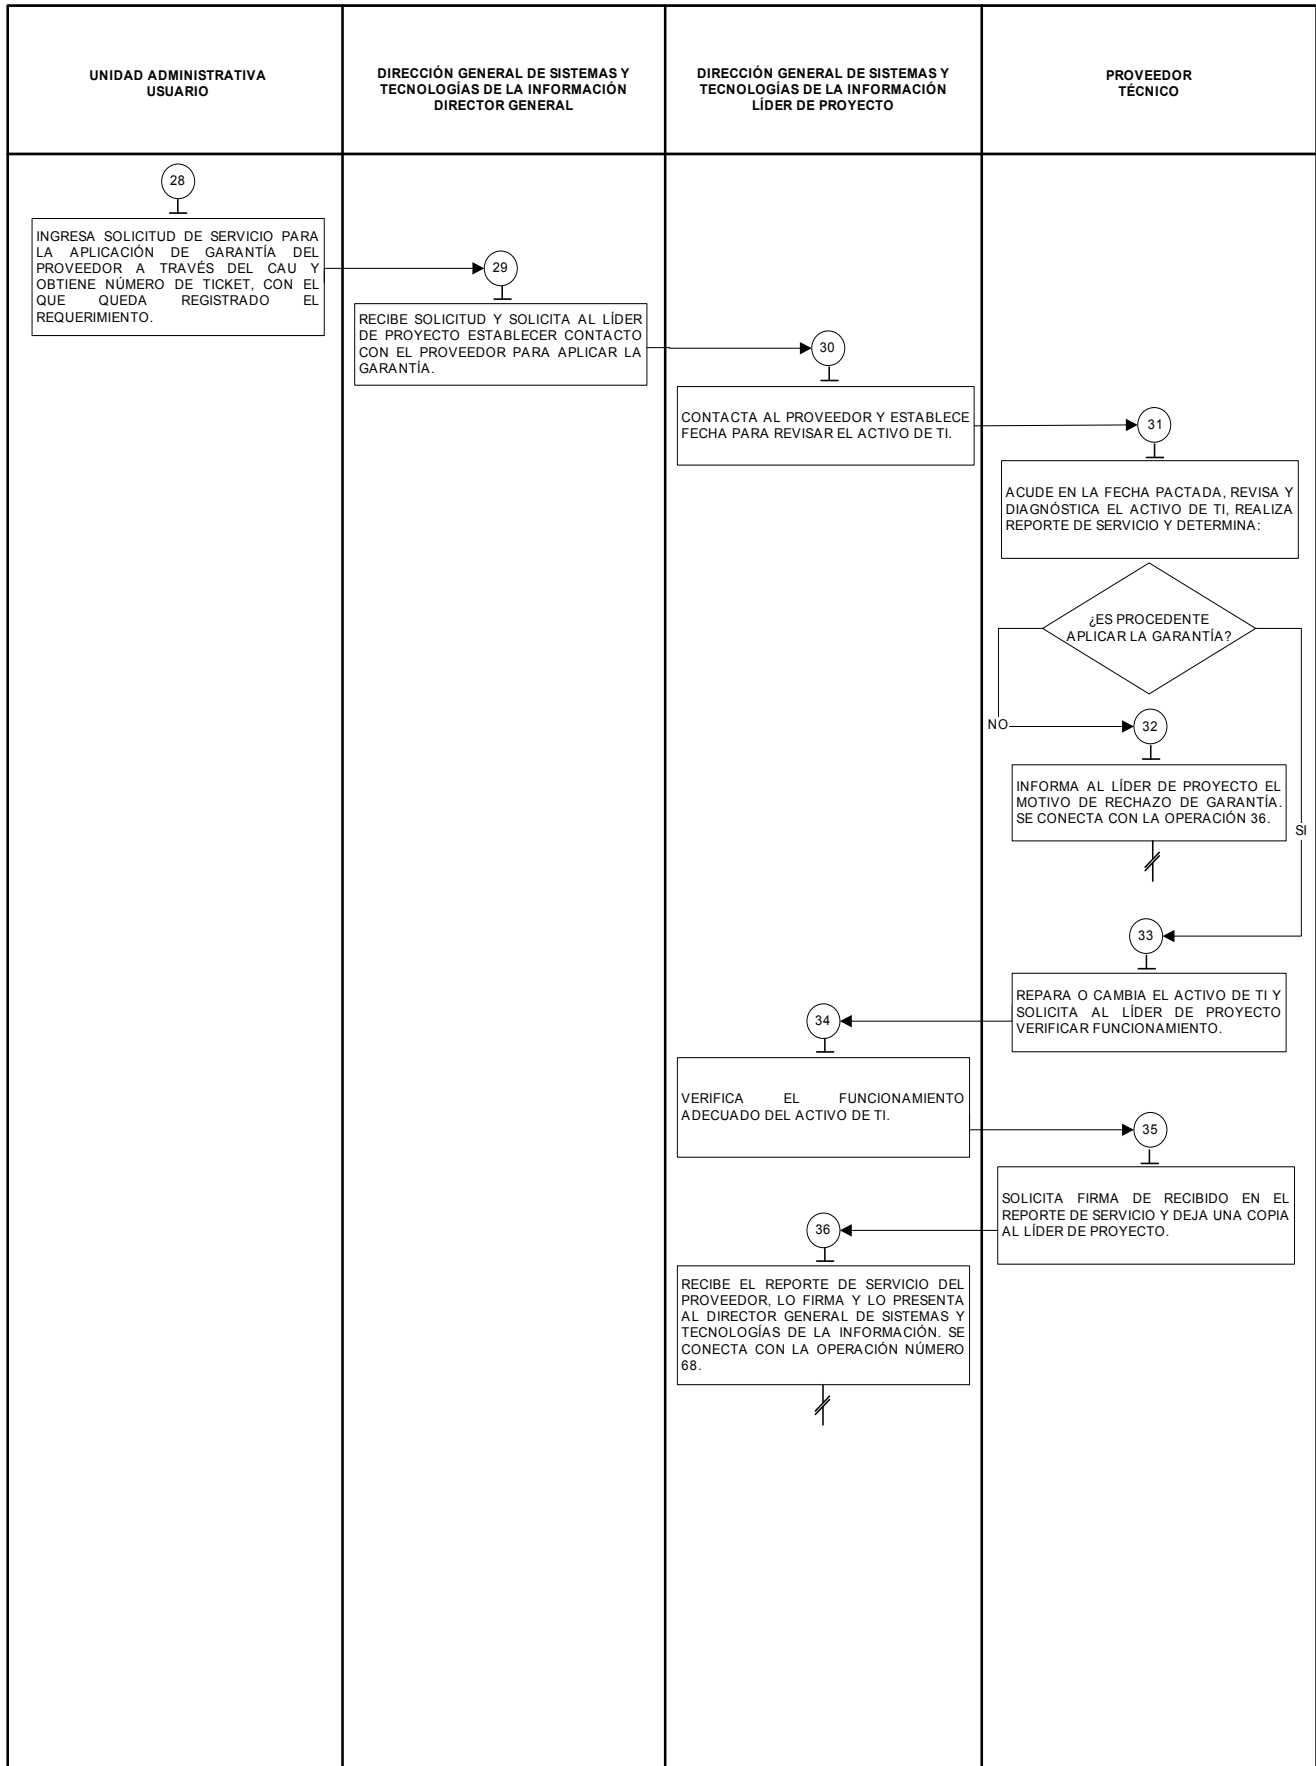 UNIDAD ADMINISTRATIVA
USUARIO
DIRECCIÓN GENERAL DE SISTEMAS Y
TECNOLOGÍAS DE LA INFORMACIÓN
DIRECTOR GENERAL
DIRECCIÓN GENERAL DE SISTEMAS Y
TECNOLOGÍAS DE LA INFORMACIÓN
LÍDER DE PROYECTO
PROVEEDOR
TÉCNICO
28
INGRESA SOLICITUD DE SERVICIO PARA
LA APLICACIÓN DE GARANTÍA DEL
PROVEEDOR A TRAVÉS DEL CAU Y
OBTIENE NÚMERO DE TICKET, CON EL
QUE QUEDA REGISTRADO EL
REQUERIMIENTO.
29
RECIBE SOLICITUD Y SOLICITA AL LÍDER
DE PROYECTO ESTABLECER CONTACTO
CON EL PROVEEDOR PARA APLICAR LA
GARANTÍA.
30
CONTACTA AL PROVEEDOR Y ESTABLECE
FECHA PARA REVISAR EL ACTIVO DE TI.
31
ACUDE EN LA FECHA PACTADA, REVISA Y
DIAGNÓSTICA EL ACTIVO DE TI, REALIZA
REPORTE DE SERVICIO Y DETERMINA:
¿ES PROCEDENTE
APLICAR LA GARANTÍA?
NO
32
INFORMA AL LÍDER DE PROYECTO EL
MOTIVO DE RECHAZO DE GARANTÍA.
SE CONECTA CON LA OPERACIÓN 36.
SI
33
REPARA O CAMBIA EL ACTIVO DE TI Y
SOLICITA AL LÍDER DE PROYECTO
VERIFICAR FUNCIONAMIENTO.
34
VERIFICA EL FUNCIONAMIENTO
ADECUADO DEL ACTIVO DE TI.
35
SOLICITA FIRMA DE RECIBIDO EN EL
REPORTE DE SERVICIO Y DEJA UNA COPIA
AL LÍDER DE PROYECTO.
36
RECIBE EL REPORTE DE SERVICIO DEL
PROVEEDOR, LO FIRMA Y LO PRESENTA
AL DIRECTOR GENERAL DE SISTEMAS Y
TECNOLOGÍAS DE LA INFORMACIÓN. SE
CONECTA CON LA OPERACIÓN NÚMERO
68.